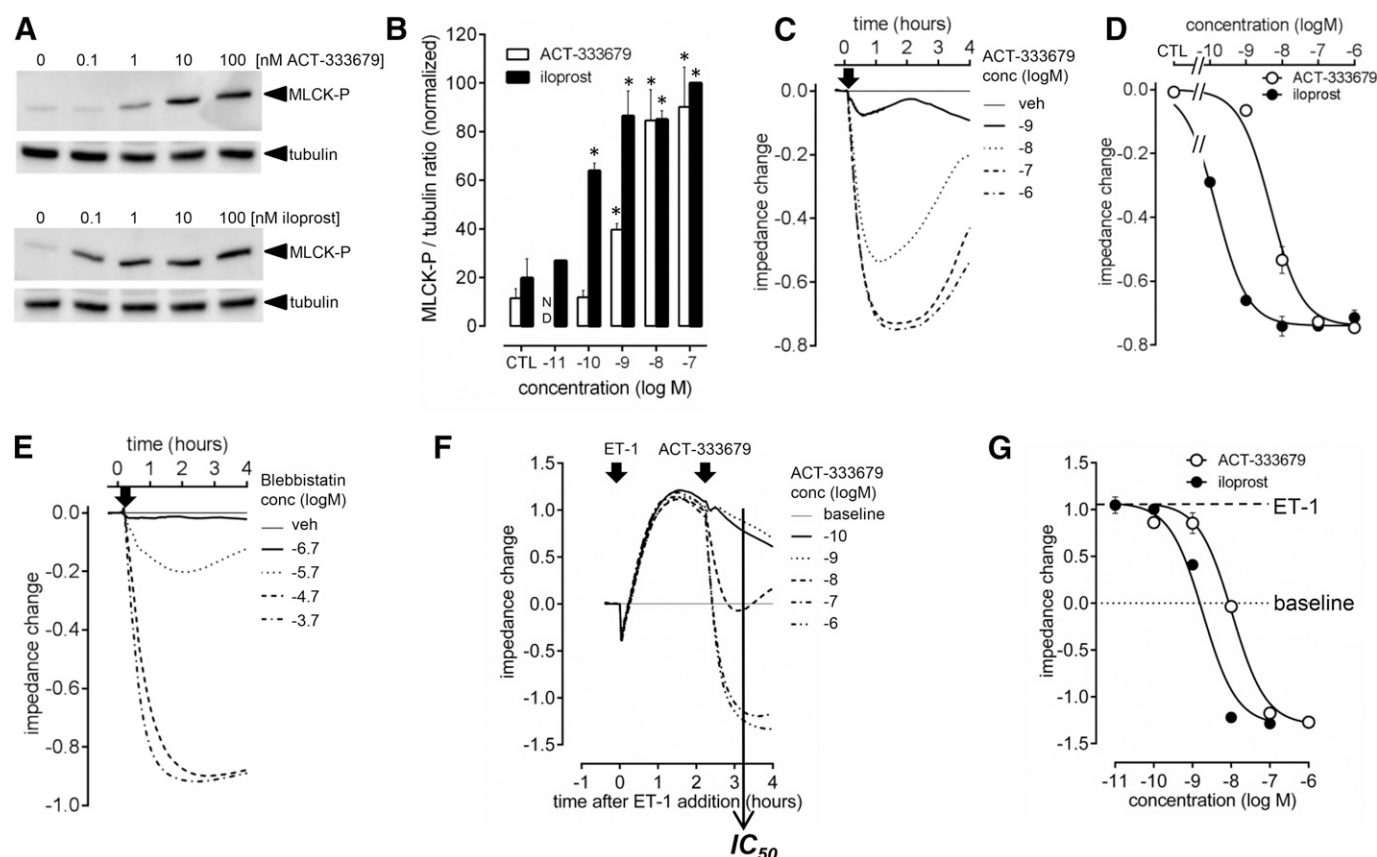 A
0 0.1 1 10 100 [nM ACT-333679]
MLCK-P
tubulin
0 0.1 1 10 100 [nM iloprost]
MLCK-P
tubulin
B
MLCK-P / tubulin ratio (normalized)
120
100
80
60
40
20
0
ACT-333679
iloprost
*
*
*
*
*
*
*
*
N
D
CTL -11 -10 -9 -8 -7
concentration (log M)
C
time (hours)
0 1 2 3 4
impedance change
0.0
-0.2
-0.4
-0.6
-0.8
ACT-333679
conc (logM)
veh
-9
-8
-7
-6
D
concentration (logM)
CTL -10 -9 -8 -7 -6
impedance change
0.0
-0.2
-0.4
-0.6
-0.8
ACT-333679
iloprost
E
time (hours)
0 1 2 3 4
impedance change
0.0
-0.2
-0.4
-0.6
-0.8
-1.0
Blebbistatin
conc (logM)
veh
-6.7
-5.7
-4.7
-3.7
F
ET-1 ACT-333679
impedance change
1.5
1.0
0.5
0.0
-0.5
-1.0
-1.5
ACT-333679
conc (logM)
baseline
-10
-9
-8
-7
-6
-1 0 1 2 3 4
time after ET-1 addition (hours)
IC50
G
impedance change
1.5
1.0
0.5
0.0
-0.5
-1.0
-1.5
ACT-333679
iloprost
ET-1
baseline
-11 -10 -9 -8 -7 -6
concentration (log M)